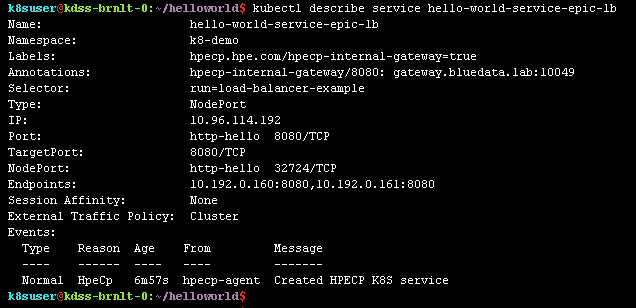 k8suser@kdss-brnlt-0:~/helloworld$ kubectl describe service hello-world-service-epic-lb
Name: hello-world-service-epic-lb
Namespace: k8-demo
Labels: hpecp.hpe.com/hpecp-internal-gateway=true
Annotations: hpecp-internal-gateway/8080: gateway.bluedata.lab:10049
Selector: run=load-balancer-example
Type: NodePort
IP: 10.96.114.192
Port: http-hello 8080/TCP
TargetPort: 8080/TCP
NodePort: http-hello 32724/TCP
Endpoints: 10.192.0.160:8080,10.192.0.161:8080
Session Affinity: None
External Traffic Policy: Cluster
Events:
Type Reason Age From Message
---- ------ ---- ---- -------
Normal HpeCp 6m57s hpecp-agent Created HPECP K8S service
k8suser@kdss-brnlt-0:~/helloworld$